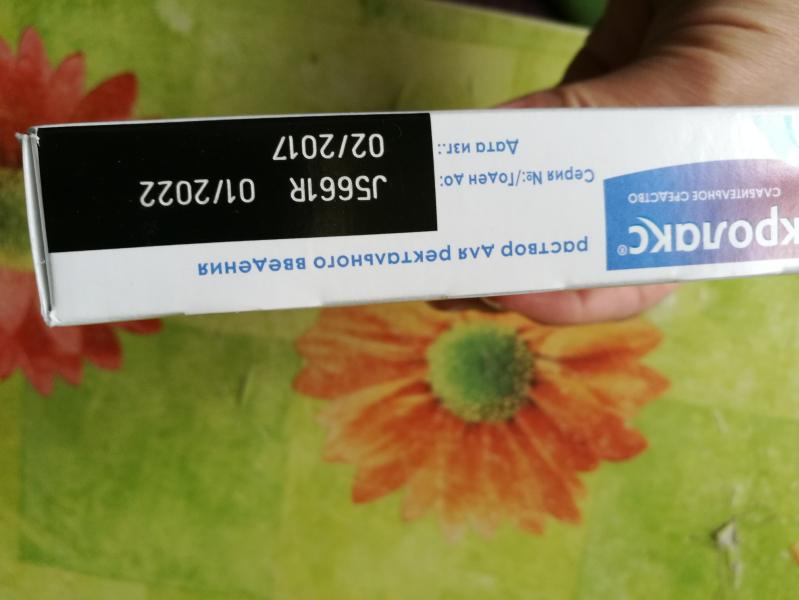 кролакс®
СЛАБИТЕЛЬНОЕ СРЕДСТВО
раствор для ректального введения
Серия №:/Годен до: J5661R 01/2022
Дата изг.: 02/2017